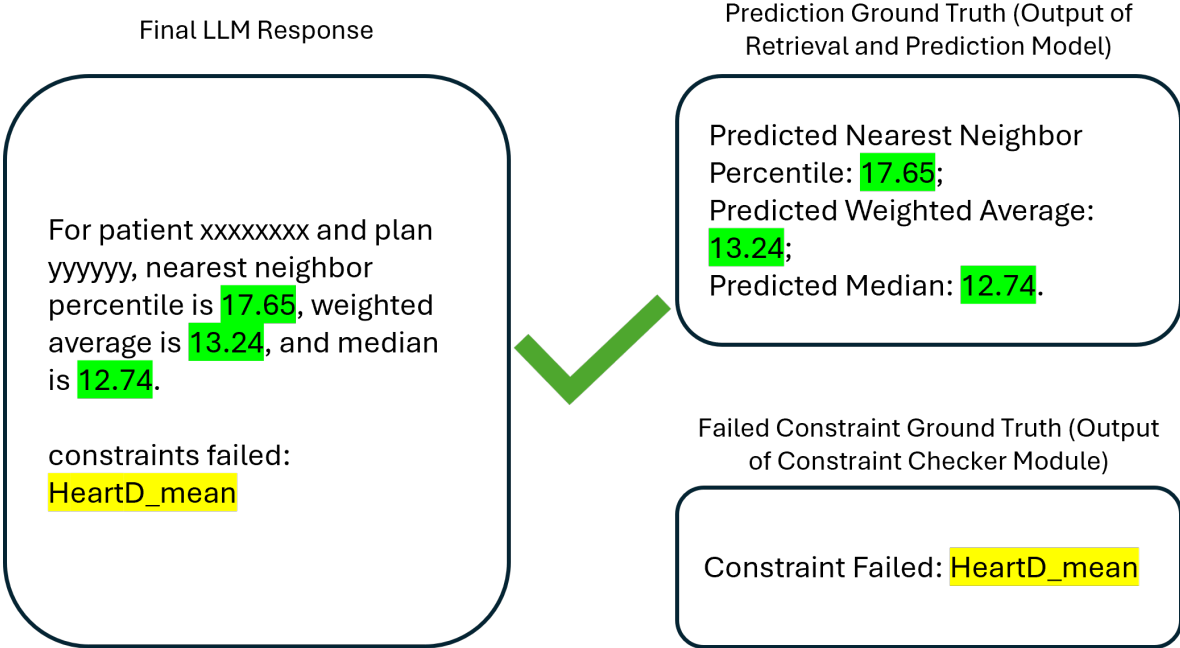 Final LLM Response
For patient xxxxxxxx and plan
yyyyyy, nearest neighbor
percentile is 17.65, weighted
average is 13.24, and median
is 12.74.
constraints failed:
HeartD_mean
Prediction Ground Truth (Output of
Retrieval and Prediction Model)
Predicted Nearest Neighbor
Percentile: 17.65;
Predicted Weighted Average:
13.24;
Predicted Median: 12.74.
Failed Constraint Ground Truth (Output
of Constraint Checker Module)
Constraint Failed: HeartD_mean